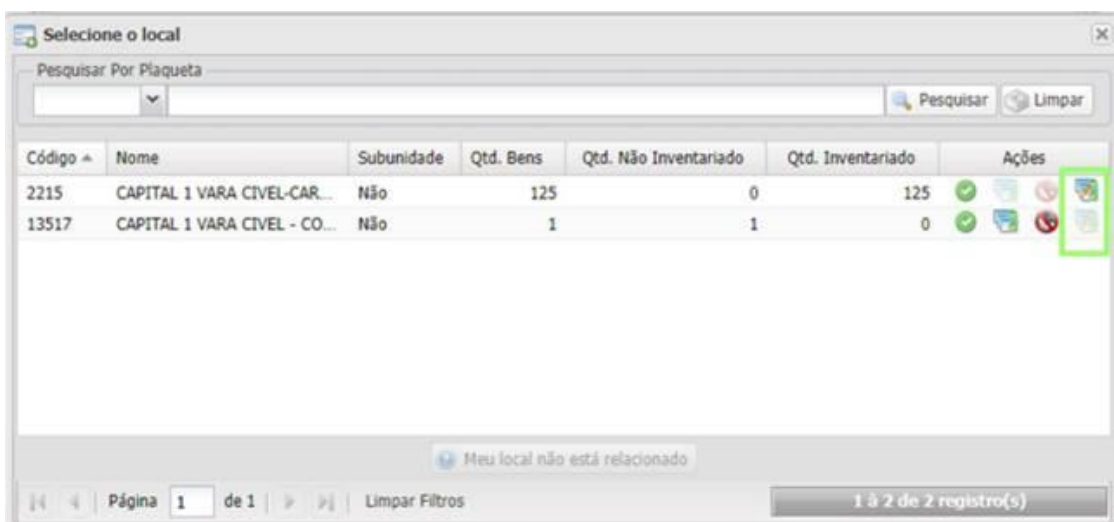 Selecione o local
Pesquisar Por Plaqueta
Pesquisar Limpar
Código Nome Subunidade Qtd. Bens Qtd. Não Inventariado Qtd. Inventariado Ações
2215 CAPITAL 1 VARA CIVEL-CAR... Não 125 0 125
13517 CAPITAL 1 VARA CIVEL - CO... Não 1 1 0
Meu local não está relacionado
Página 1 de 1 Limpar Filtros 1 à 2 de 2 registro(s)